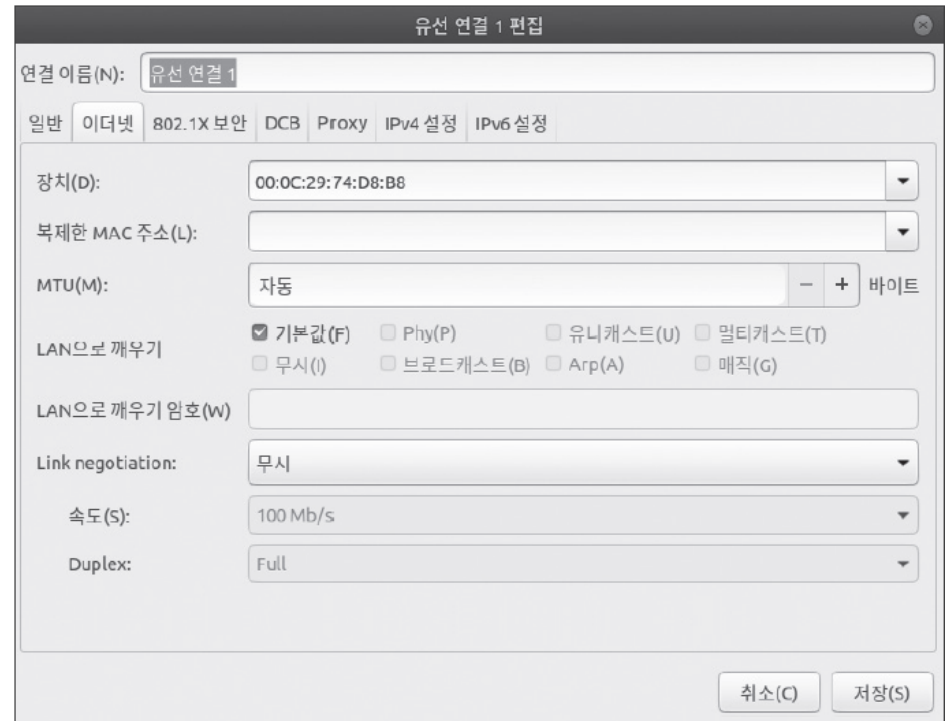 유선 연결 1 편집
연결 이름(N): 유선 연결 1
일반 이더넷 802.1X 보안 DCB Proxy IPv4 설정 IPv6 설정
장치(D): 00:0C:29:74:D8:B8
복제한 MAC 주소(L):
MTU(M): 자동 − + 바이트
LAN으로 깨우기
기본값(F) Phy(P) 유니캐스트(U) 멀티캐스트(T)
무시(I) 브로드캐스트(B) Arp(A) 매직(G)
LAN으로 깨우기 암호(W)
Link negotiation: 무시
속도(S): 100 Mb/s
Duplex: Full
취소(C) 저장(S)